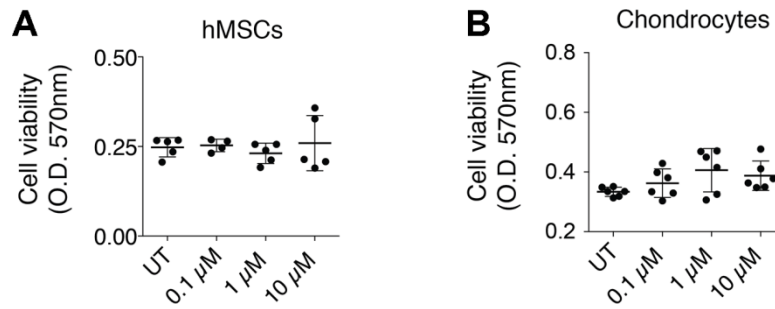 A
hMSCs
Cell viability
(O.D. 570nm)
0.50
0.25
0.00
UT
0.1 µM
1 µM
10 µM
B
Chondrocytes
Cell viability
(O.D. 570nm)
0.8
0.6
0.4
0.2
UT
0.1 µM
1 µM
10 µM